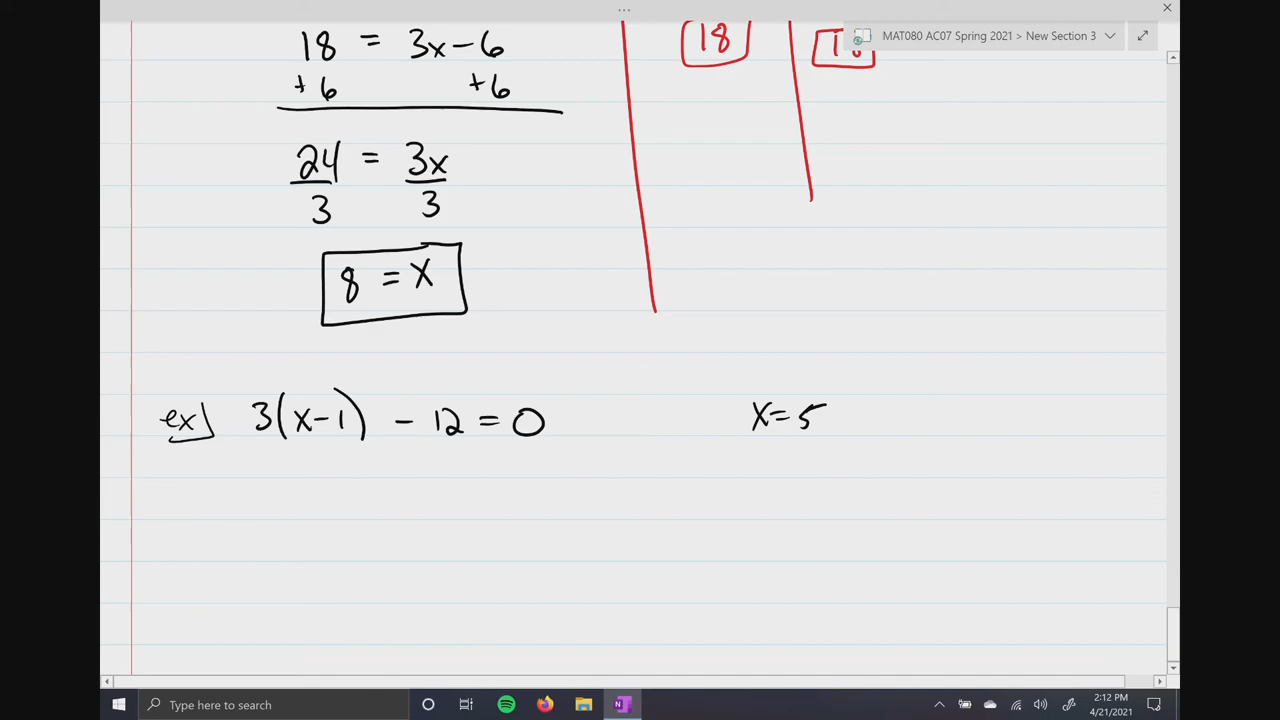 MAT080 AC07 Spring 2021 > New Section 3
18 = 3x-6
18
+6 +6
24 = 3x
3 3
8 = x
ex) 3(x-1) - 12 = 0
x=5
Type here to search
2:12 PM
4/21/2021